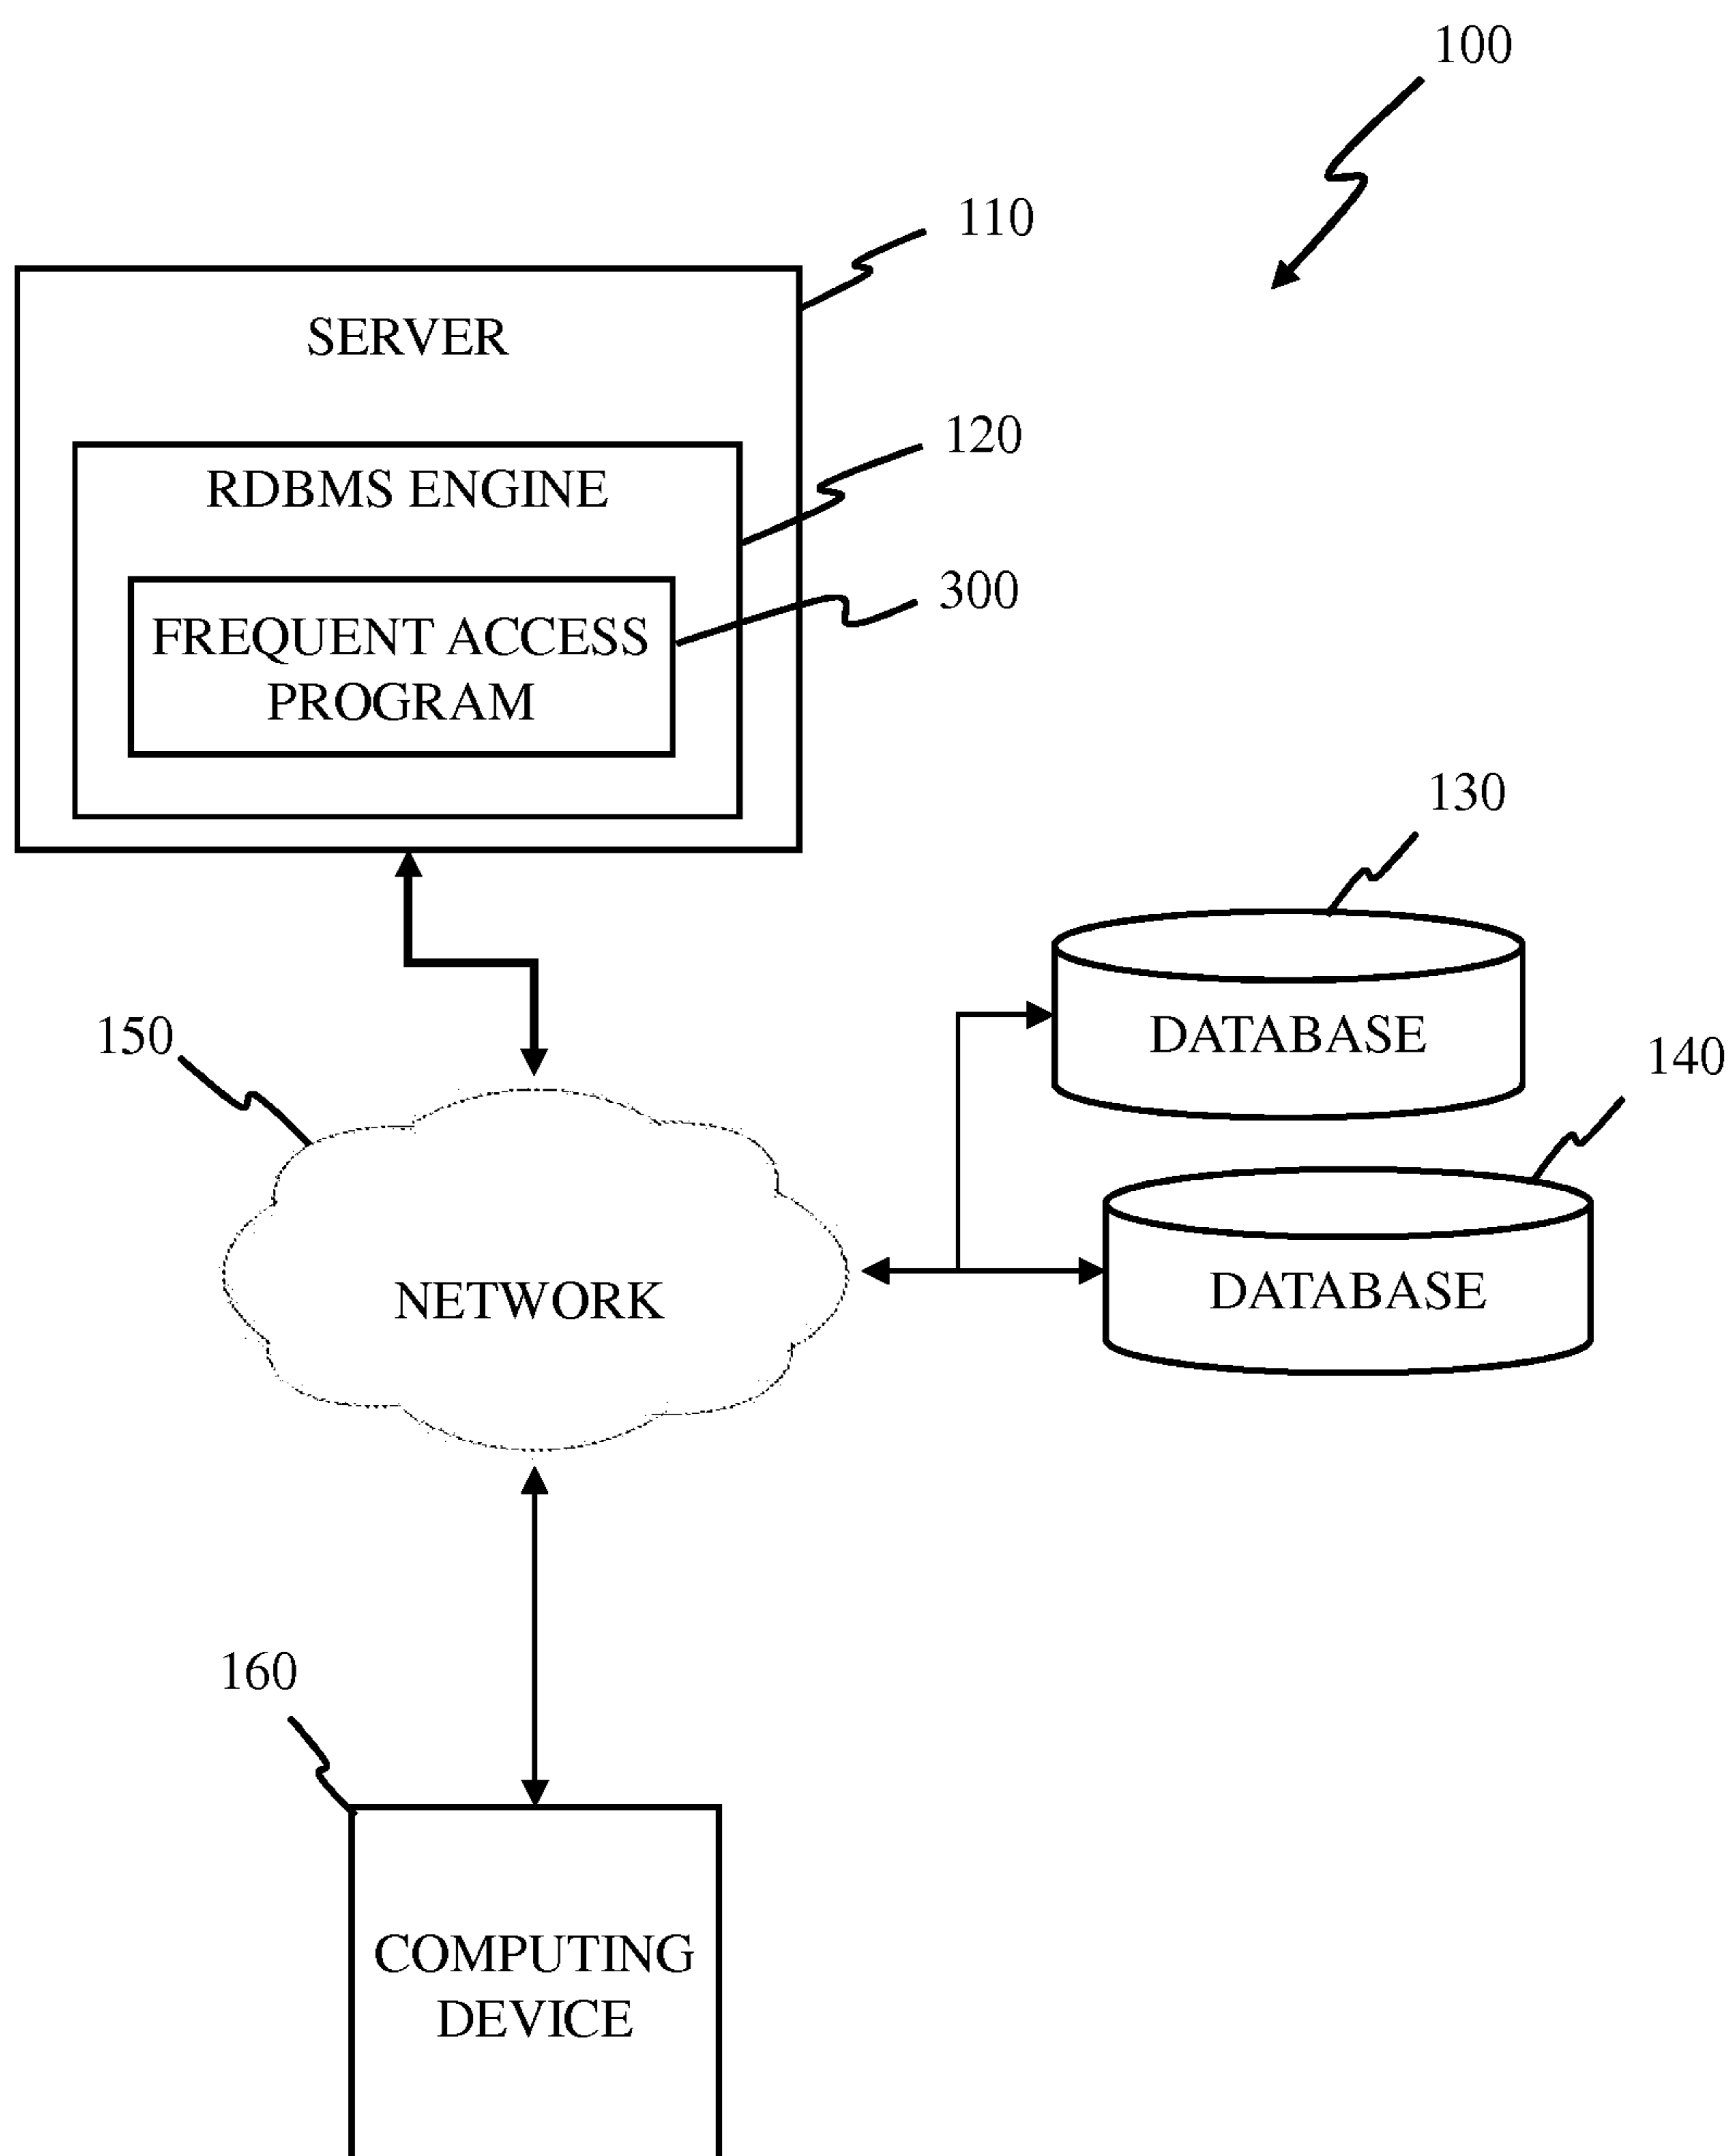 100
110
SERVER
120
RDBMS ENGINE
300
FREQUENT ACCESS
PROGRAM
130
DATABASE
150
140
DATABASE
NETWORK
160
COMPUTING
DEVICE